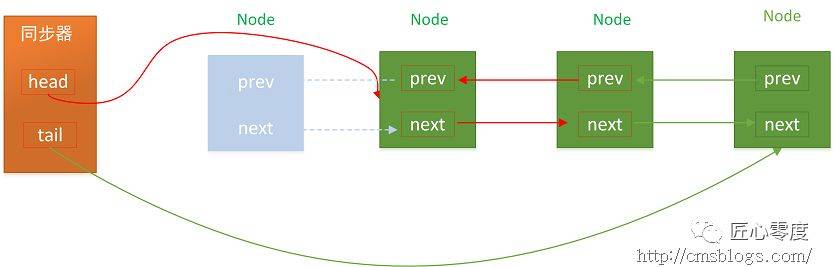 同步器
head
tail
Node
prev
next
Node
prev
next
Node
prev
next
Node
prev
next
匠心零度
http://cmsblogs.com/